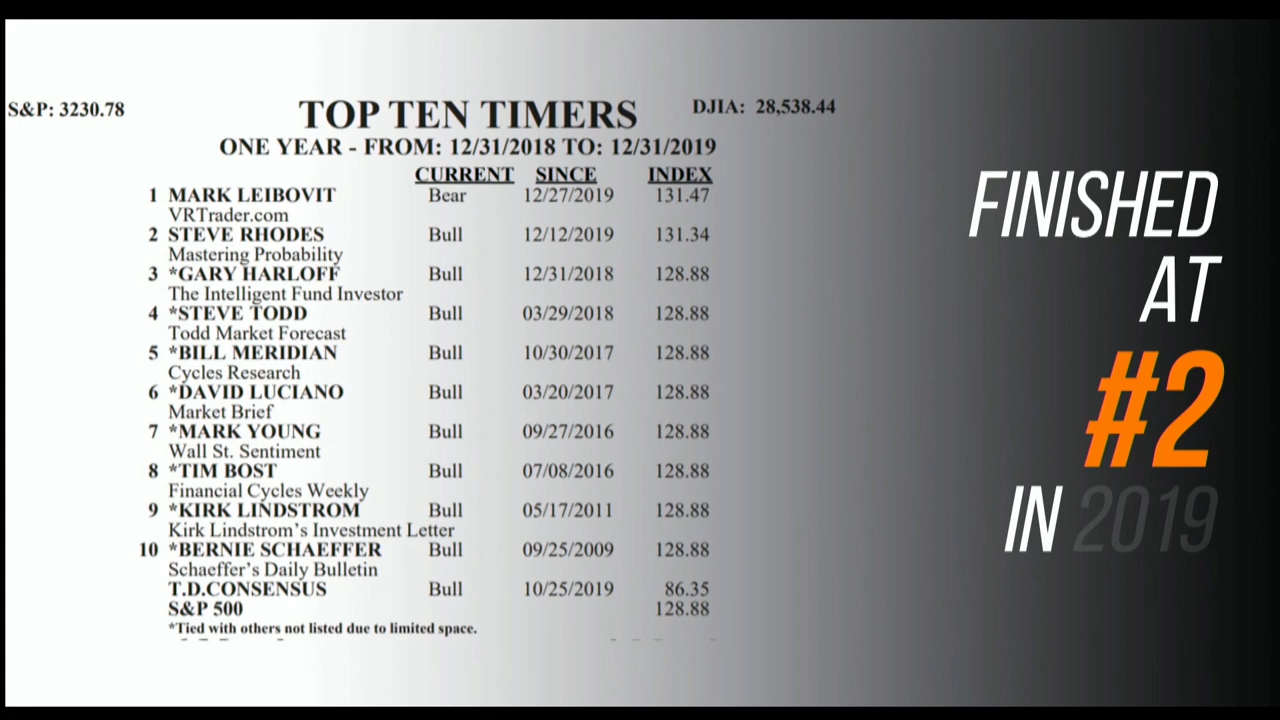 S&P: 3230.78
TOP TEN TIMERS
DJIA: 28,538.44
ONE YEAR - FROM: 12/31/2018 TO: 12/31/2019
CURRENT SINCE INDEX
1 MARK LEIBOVIT Bear 12/27/2019 131.47
VRTrader.com
2 STEVE RHODES Bull 12/12/2019 131.34
Mastering Probability
3 *GARY HARLOFF Bull 12/31/2018 128.88
The Intelligent Fund Investor
4 *STEVE TODD Bull 03/29/2018 128.88
Todd Market Forecast
5 *BILL MERIDIAN Bull 10/30/2017 128.88
Cycles Research
6 *DAVID LUCIANO Bull 03/20/2017 128.88
Market Brief
7 *MARK YOUNG Bull 09/27/2016 128.88
Wall St. Sentiment
8 *TIM BOST Bull 07/08/2016 128.88
Financial Cycles Weekly
9 *KIRK LINDSTROM Bull 05/17/2011 128.88
Kirk Lindstrom's Investment Letter
10 *BERNIE SCHAEFFER Bull 09/25/2009 128.88
Schaeffer's Daily Bulletin
T.D.CONSENSUS Bull 10/25/2019 86.35
S&P 500 128.88
*Tied with others not listed due to limited space.
FINISHED
AT
#2
IN 2019